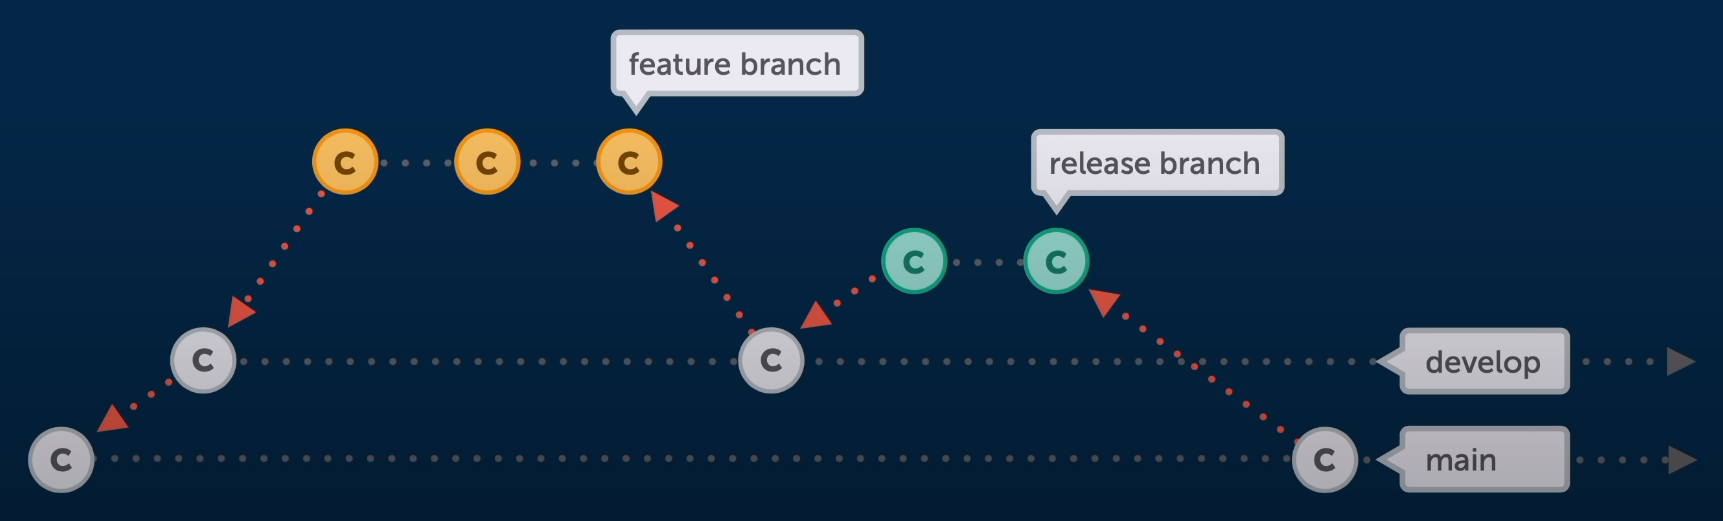 feature branch
C C C
release branch
C C
C C
develop
C C
main